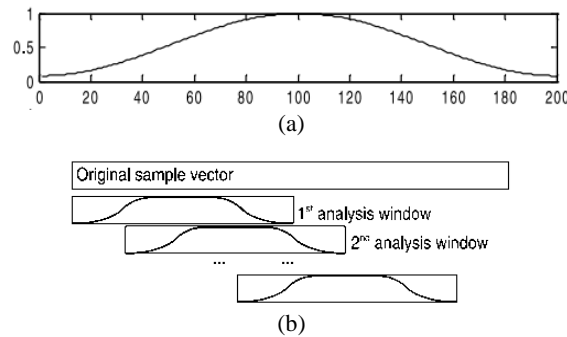 1
0.5
0
0 20 40 60 80 100 120 140 160 180 200
(a)
Original sample vector
1st analysis window
2nd analysis window
... ...
(b)